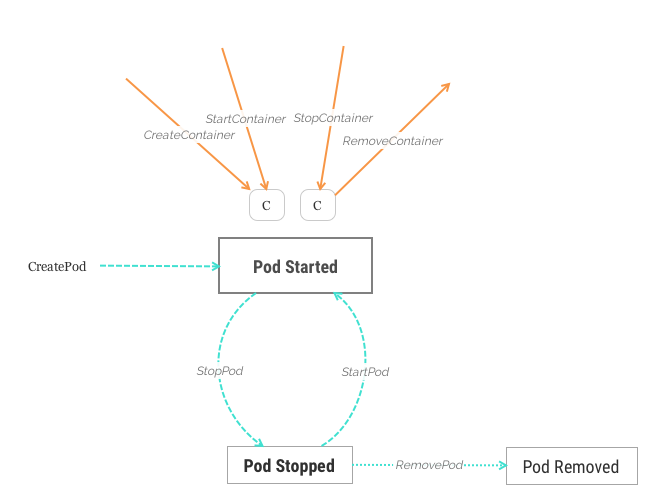 StartContainer
StopContainer
CreateContainer
RemoveContainer
C
C
CreatePod
Pod Started
StopPod
StartPod
Pod Stopped
RemovePod
Pod Removed